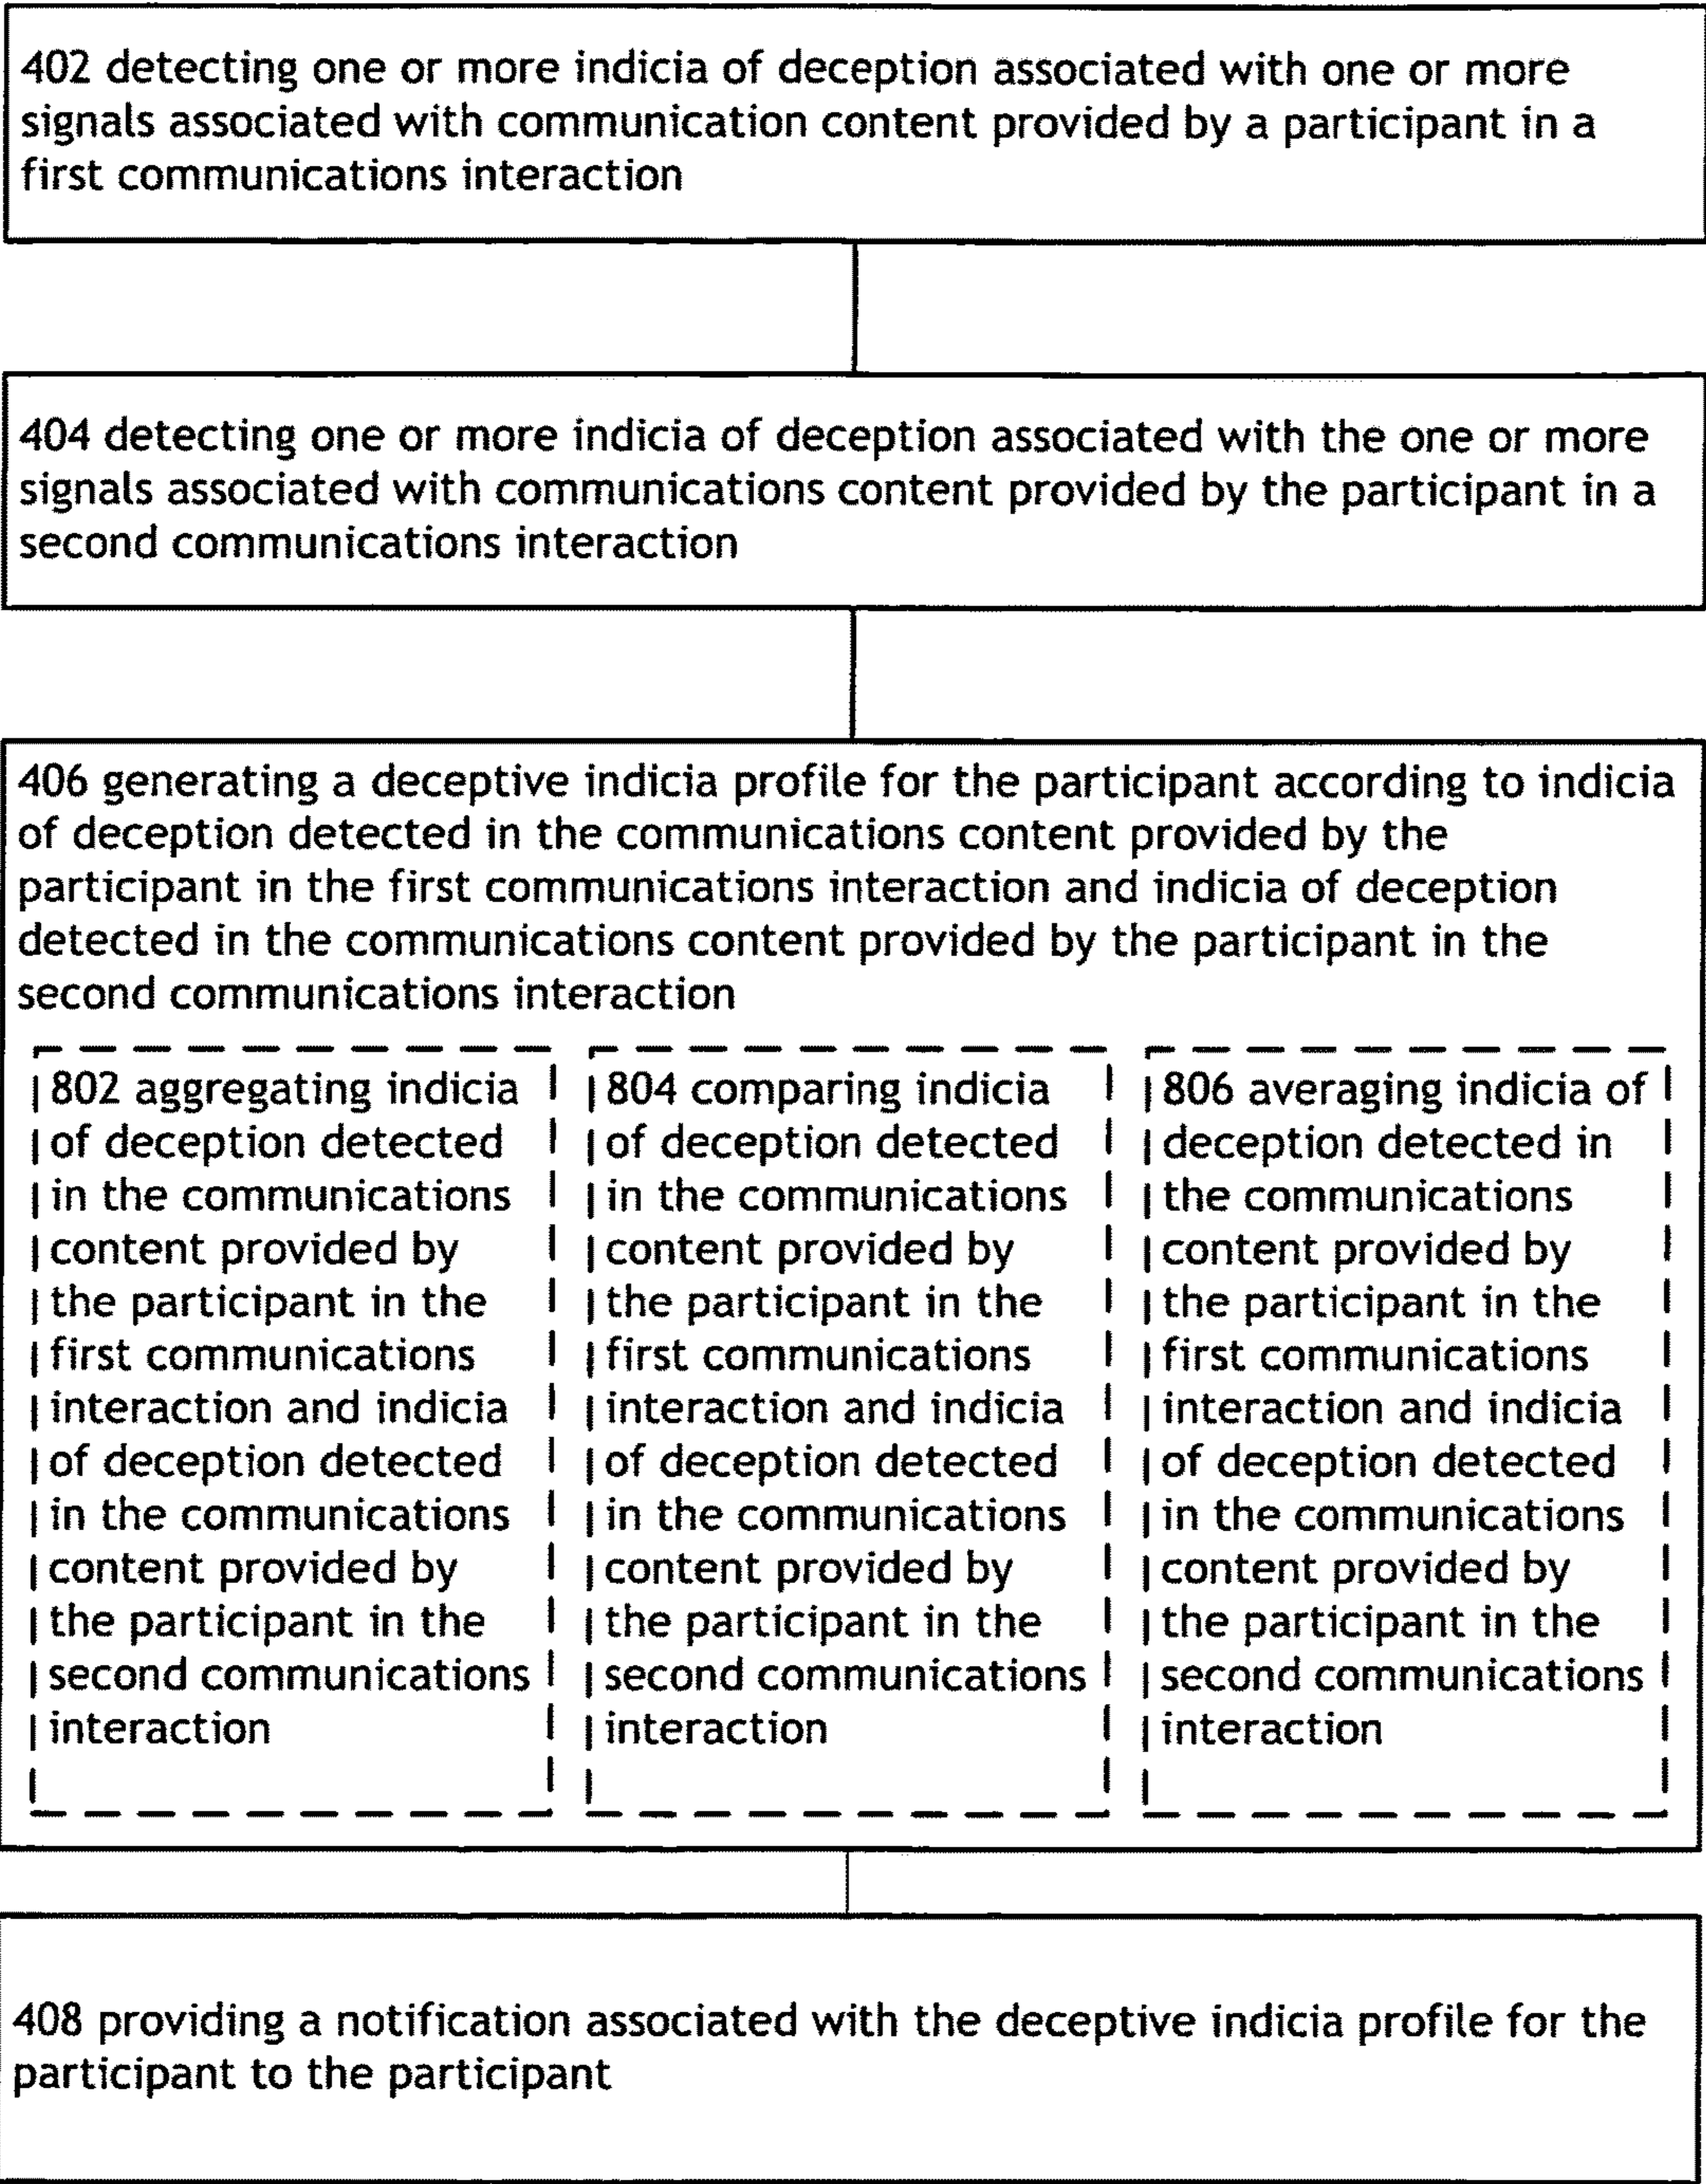 402 detecting one or more indicia of deception associated with one or more
signals associated with communication content provided by a participant in a
first communications interaction
404 detecting one or more indicia of deception associated with the one or more
signals associated with communications content provided by the participant in a
second communications interaction
406 generating a deceptive indicia profile for the participant according to indicia
of deception detected in the communications content provided by the
participant in the first communications interaction and indicia of deception
detected in the communications content provided by the participant in the
second communications interaction
802 aggregating indicia
of deception detected
in the communications
content provided by
the participant in the
first communications
interaction and indicia
of deception detected
in the communications
content provided by
the participant in the
second communications
interaction
804 comparing indicia
of deception detected
in the communications
content provided by
the participant in the
first communications
interaction and indicia
of deception detected
in the communications
content provided by
the participant in the
second communications
interaction
806 averaging indicia of
deception detected in
the communications
content provided by
the participant in the
first communications
interaction and indicia
of deception detected
in the communications
content provided by
the participant in the
second communications
interaction
408 providing a notification associated with the deceptive indicia profile for the
participant to the participant